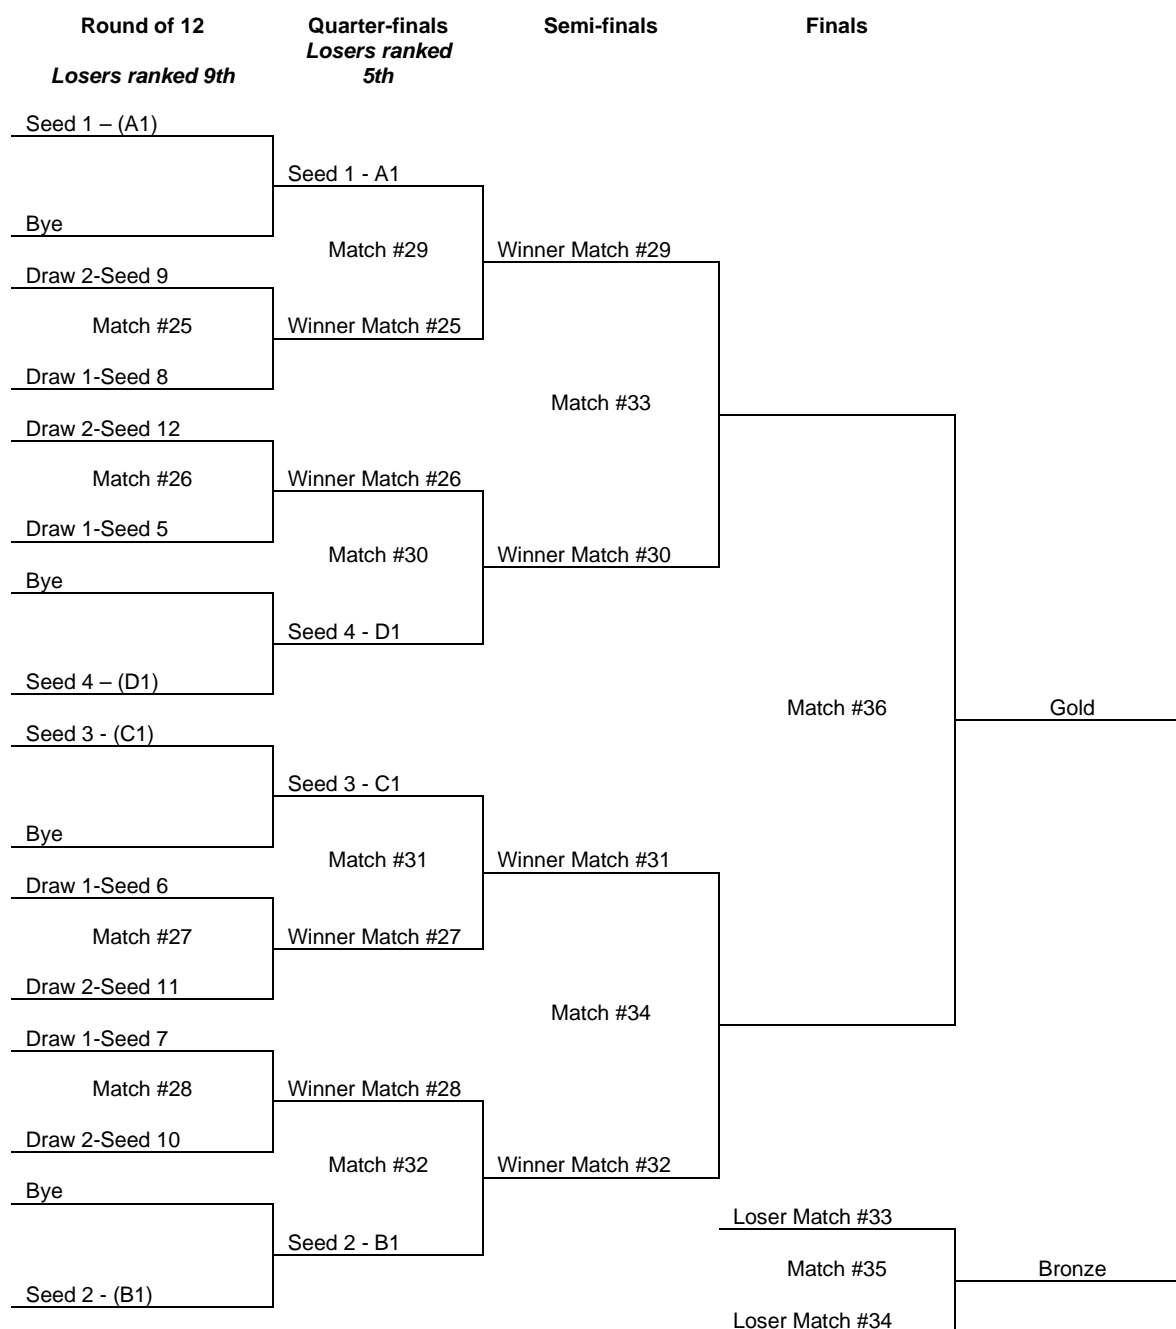 Round of 12
Quarter-finals
Semi-finals
Finals
Losers ranked 9th
Losers ranked
5th
Seed 1 – (A1)
Seed 1 - A1
Bye
Match #29
Winner Match #29
Draw 2-Seed 9
Match #25
Winner Match #25
Draw 1-Seed 8
Match #33
Draw 2-Seed 12
Match #26
Winner Match #26
Draw 1-Seed 5
Match #30
Winner Match #30
Bye
Seed 4 - D1
Seed 4 – (D1)
Match #36
Gold
Seed 3 - (C1)
Seed 3 - C1
Bye
Match #31
Winner Match #31
Draw 1-Seed 6
Match #27
Winner Match #27
Draw 2-Seed 11
Match #34
Draw 1-Seed 7
Match #28
Winner Match #28
Draw 2-Seed 10
Match #32
Winner Match #32
Bye
Loser Match #33
Seed 2 - B1
Match #35
Bronze
Seed 2 - (B1)
Loser Match #34